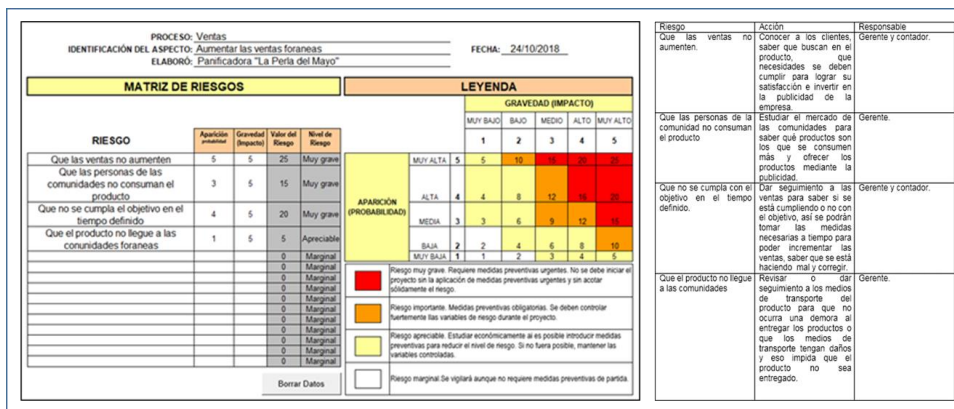 PROCESO: Ventas
IDENTIFICACIÓN DEL ASPECTO: Aumentar las ventas foraneas
FECHA: 24/10/2018
ELABORÓ: Panificadora "La Perla del Mayo"
MATRIZ DE RIESGOS
RIESGO
Aparición probabilidad
Gravedad (Impacto)
Valor del Riesgo
Nivel de Riesgo
Que las ventas no aumenten 5 5 25 Muy grave
Que las personas de las
comunidades no consuman el
producto
3 5 15 Muy grave
Que no se cumpla el objetivo en el
tiempo definido
4 5 20 Muy grave
Que el producto no llegue a las
conunidades foraneas
1 5 5 Apreciable
0 Marginal
0 Marginal
0 Marginal
0 Marginal
0 Marginal
0 Marginal
0 Marginal
0 Marginal
0 Marginal
0 Marginal
Borrar Datos
LEYENDA
GRAVEDAD (IMPACTO)
MUY BAJO BAJO MEDIO ALTO MUY ALTO
1 2 3 4 5
APARICIÓN
(PROBABILIDAD)
MUY ALTA 5 5 10 15 20 25
ALTA 4 4 8 12 16 20
MEDIA 3 3 6 9 12 15
BAJA 2 2 4 6 8 10
MUY BAJA 1 1 2 3 4 5
Riesgo muy grave. Requiere medidas preventivas urgentes. No se debe iniciar el
proyecto sin la aplicación de medidas preventivas urgentes y sin acotar
sólidamente el riesgo.
Riesgo importante. Medidas preventivas obligatorias. Se deben controlar
fuertemente las variables de riesgo durante el proyecto.
Riesgo apreciable. Estudiar económicamente si es posible introducir medidas
preventivas para reducir el nivel de riesgo. Si no fuera posible, mantener las
variables controladas.
Riesgo marginal.Se vigilará aunque no requiere medidas preventivas de partida.
Riesgo
Acción
Responsable
Que las ventas no
aumenten.
Conocer a los clientes,
saber que buscan en el
producto, que
necesidades se deben
cumplir para lograr su
satisfacción e invertir en
la publicidad de la
empresa.
Gerente y contador.
Que las personas de la
comunidad no consuman
el producto
Estudiar el mercado de
las comunidades para
saber qué productos son
los que se consumen
más y ofrecer los
productos mediante la
publicidad.
Gerente.
Que no se cumpla con el
objetivo en el tiempo
definido.
Dar seguimiento a las
ventas para saber si se
está cumpliendo o no con
el objetivo, así se podrán
tomar las medidas
necesarias a tiempo para
poder incrementar las
ventas, saber que se está
haciendo mal y corregir.
Gerente y contador.
Que el producto no llegue
a las comunidades
Revisar o dar
seguimiento a los medios
de transporte del
producto para que no
ocurra una demora al
entregar los productos o
que los medios de
transporte tengan daños
y eso impida que el
producto no sea
entregado.
Gerente.